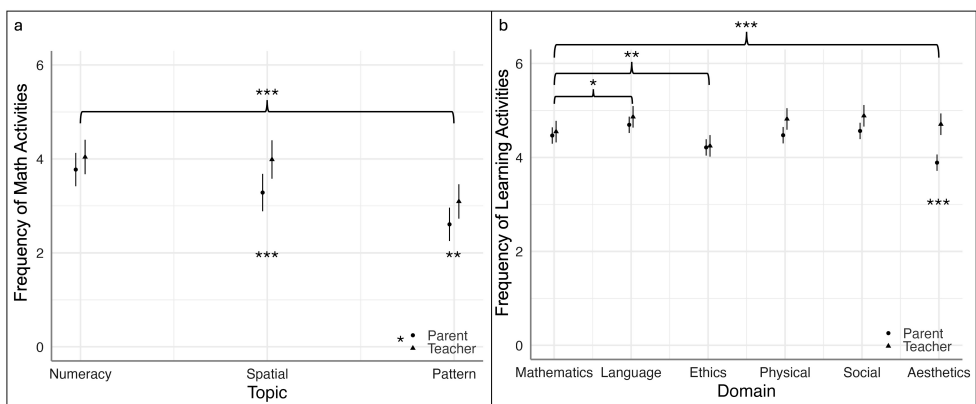 a
Frequency of Math Activities
6
4
2
0
***
***
**
* Parent
Teacher
Numeracy Spatial Pattern
Topic
b
Frequency of Learning Activities
6
4
2
0
***
**
*
***
Parent
Teacher
Mathematics Language Ethics Physical Social Aesthetics
Domain